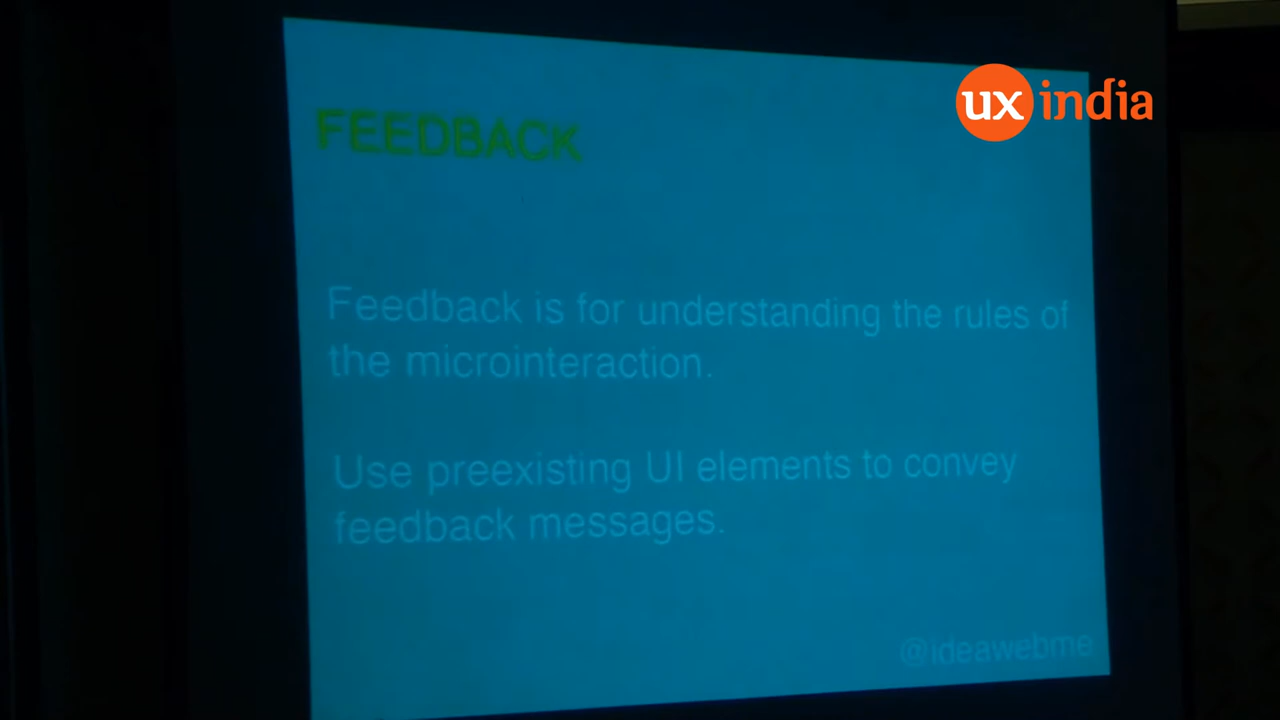 ux india
FEEDBACK
Feedback is for understanding the rules of
the microinteraction.
Use preexisting UI elements to convey
feedback messages.
@ideawebme